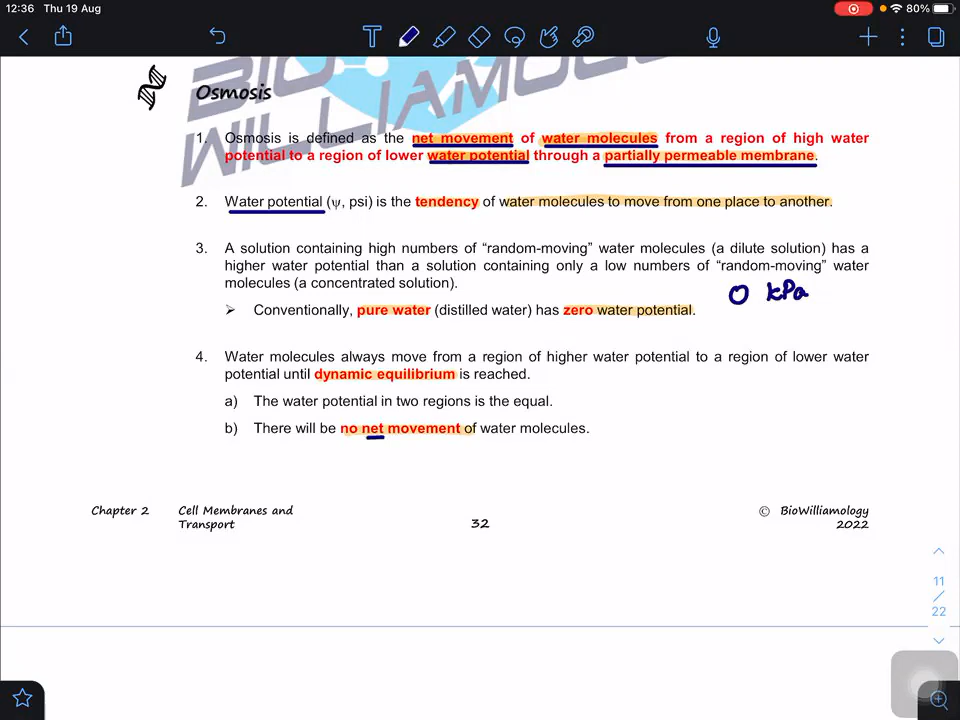 12:36 Thu 19 Aug 80%
T
BIO
WILLIAMOLOGY
Osmosis
1. Osmosis is defined as the net movement of water molecules from a region of high water
potential to a region of lower water potential through a partially permeable membrane.
2. Water potential (ψ, psi) is the tendency of water molecules to move from one place to another.
3. A solution containing high numbers of “random-moving” water molecules (a dilute solution) has a
higher water potential than a solution containing only a low numbers of “random-moving” water
molecules (a concentrated solution).
0 kPa
➢ Conventionally, pure water (distilled water) has zero water potential.
4. Water molecules always move from a region of higher water potential to a region of lower water
potential until dynamic equilibrium is reached.
a) The water potential in two regions is the equal.
b) There will be no net movement of water molecules.
Chapter 2 Cell Membranes and © BioWilliamology
Transport 32 2022
11
/
22